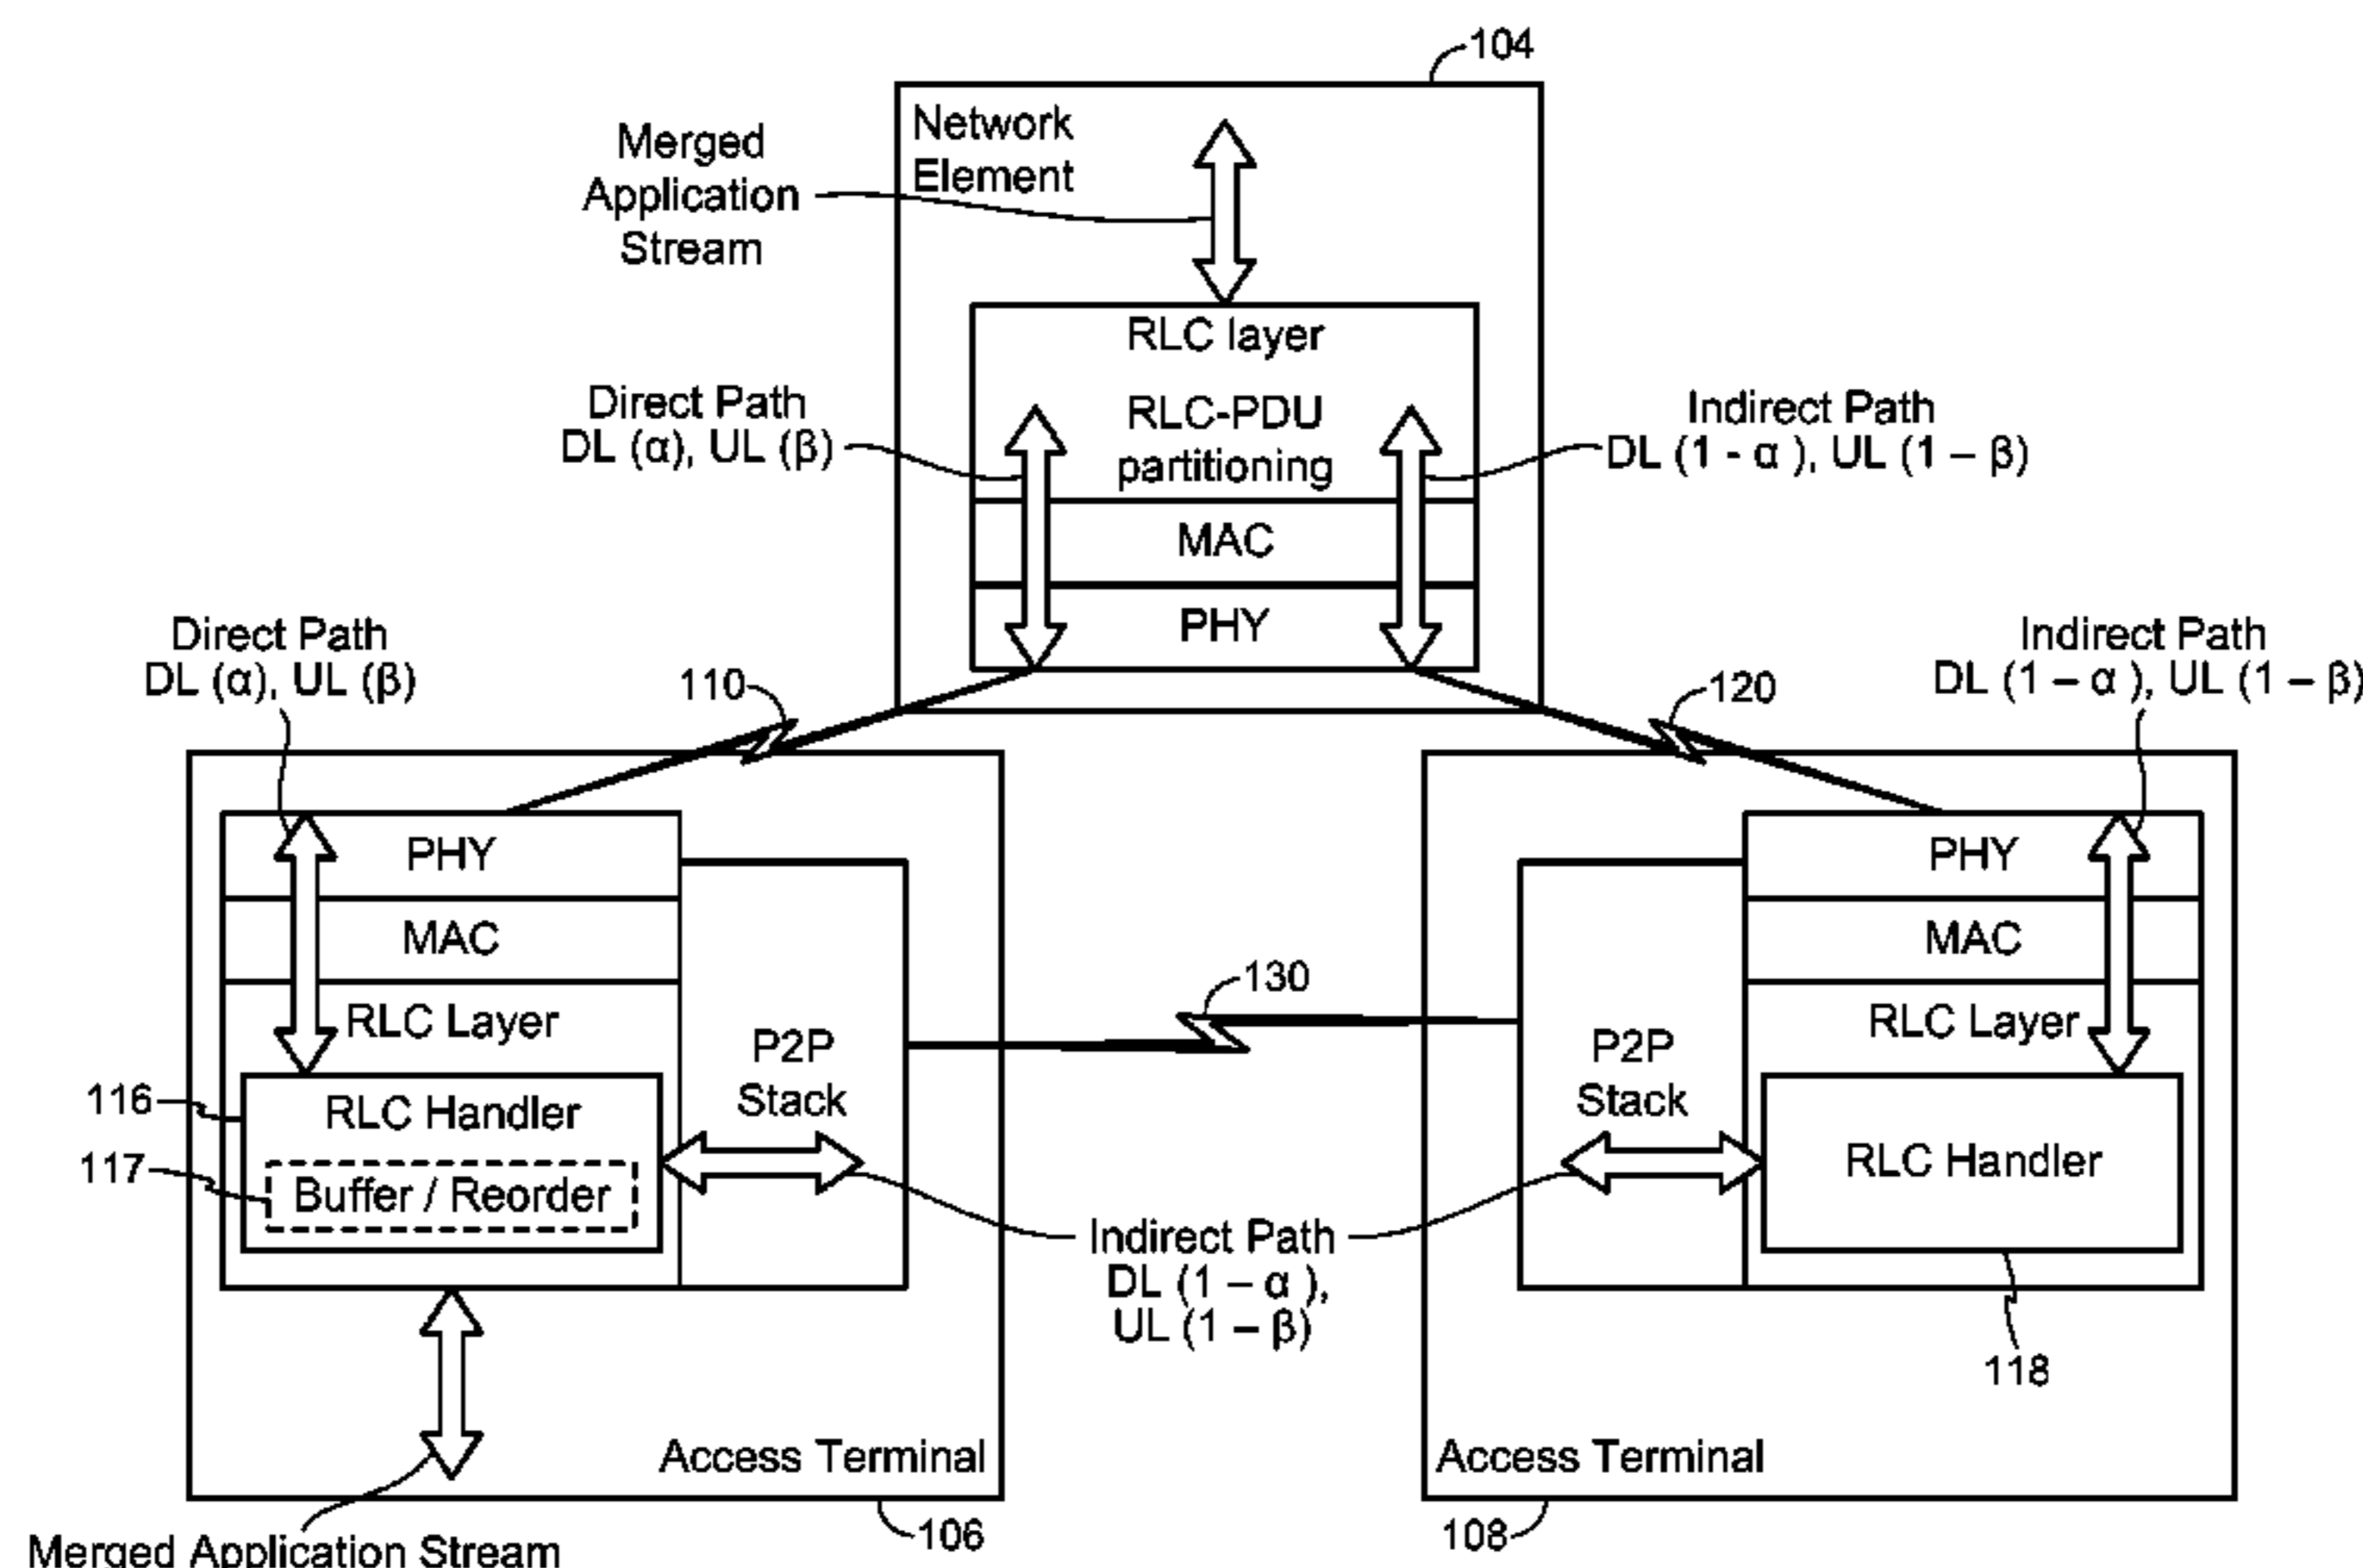 104
Network
Element
Merged
Application
Stream
RLC layer
RLC-PDU
partitioning
Direct Path
DL (α), UL (β)
Indirect Path
DL (1 - α ), UL (1 – β)
MAC
PHY
Direct Path
DL (α), UL (β)
110
120
Indirect Path
DL (1 – α ), UL (1 – β)
PHY
MAC
RLC Layer
116
RLC Handler
117
Buffer / Reorder
P2P
Stack
130
P2P
Stack
PHY
MAC
RLC Layer
RLC Handler
Indirect Path
DL (1 – α ),
UL (1 – β)
118
Access Terminal
Access Terminal
106
108
Merged Application Stream